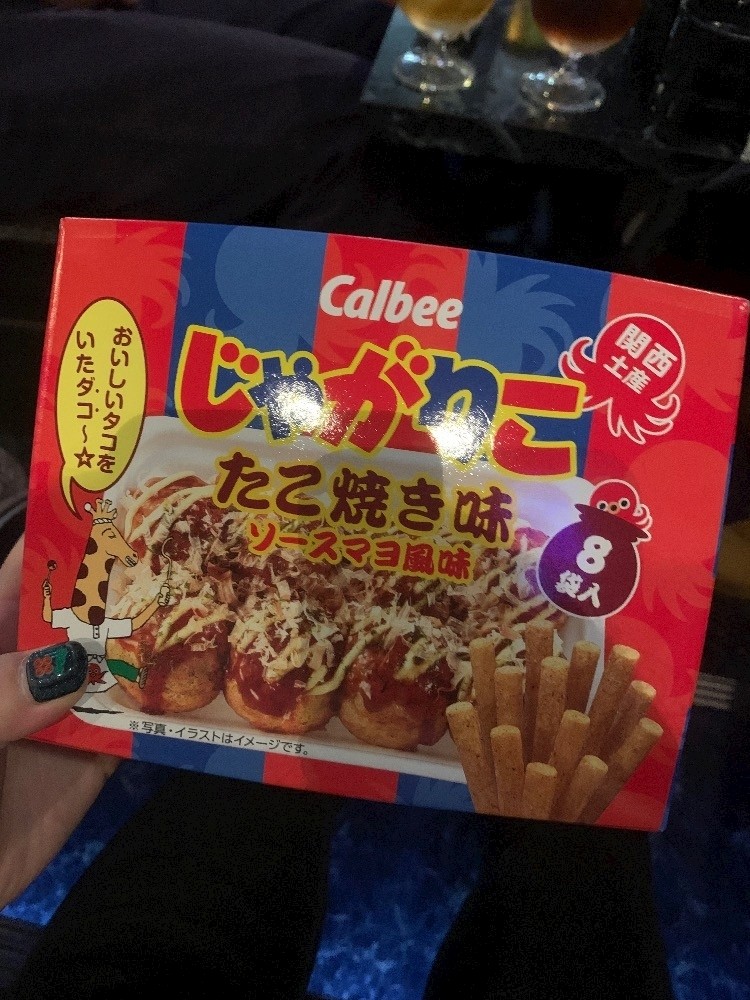 Calbee
じゃがりこ
たこ焼き味
ソースマヨ風味
関西
土産
おいしいタコを
いたダコ～☆
8
袋入
※写真・イラストはイメージです。